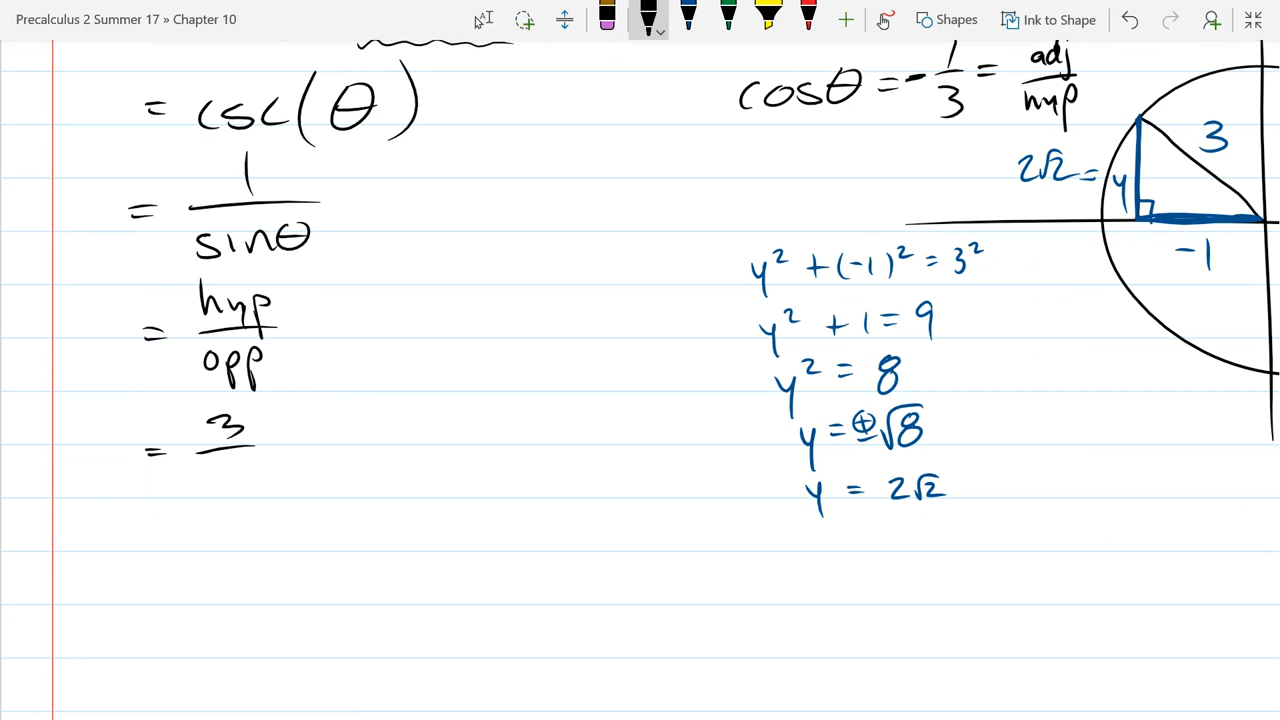 Precalculus 2 Summer 17 » Chapter 10
Shapes
Ink to Shape
= csc(θ)
= 1/sinθ
= hyp/opp
= 3/
cosθ = -1/3 = adj/hyp
2√2 = y
3
-1
y² + (-1)² = 3²
y² + 1 = 9
y² = 8
y = ±√8
y = 2√2